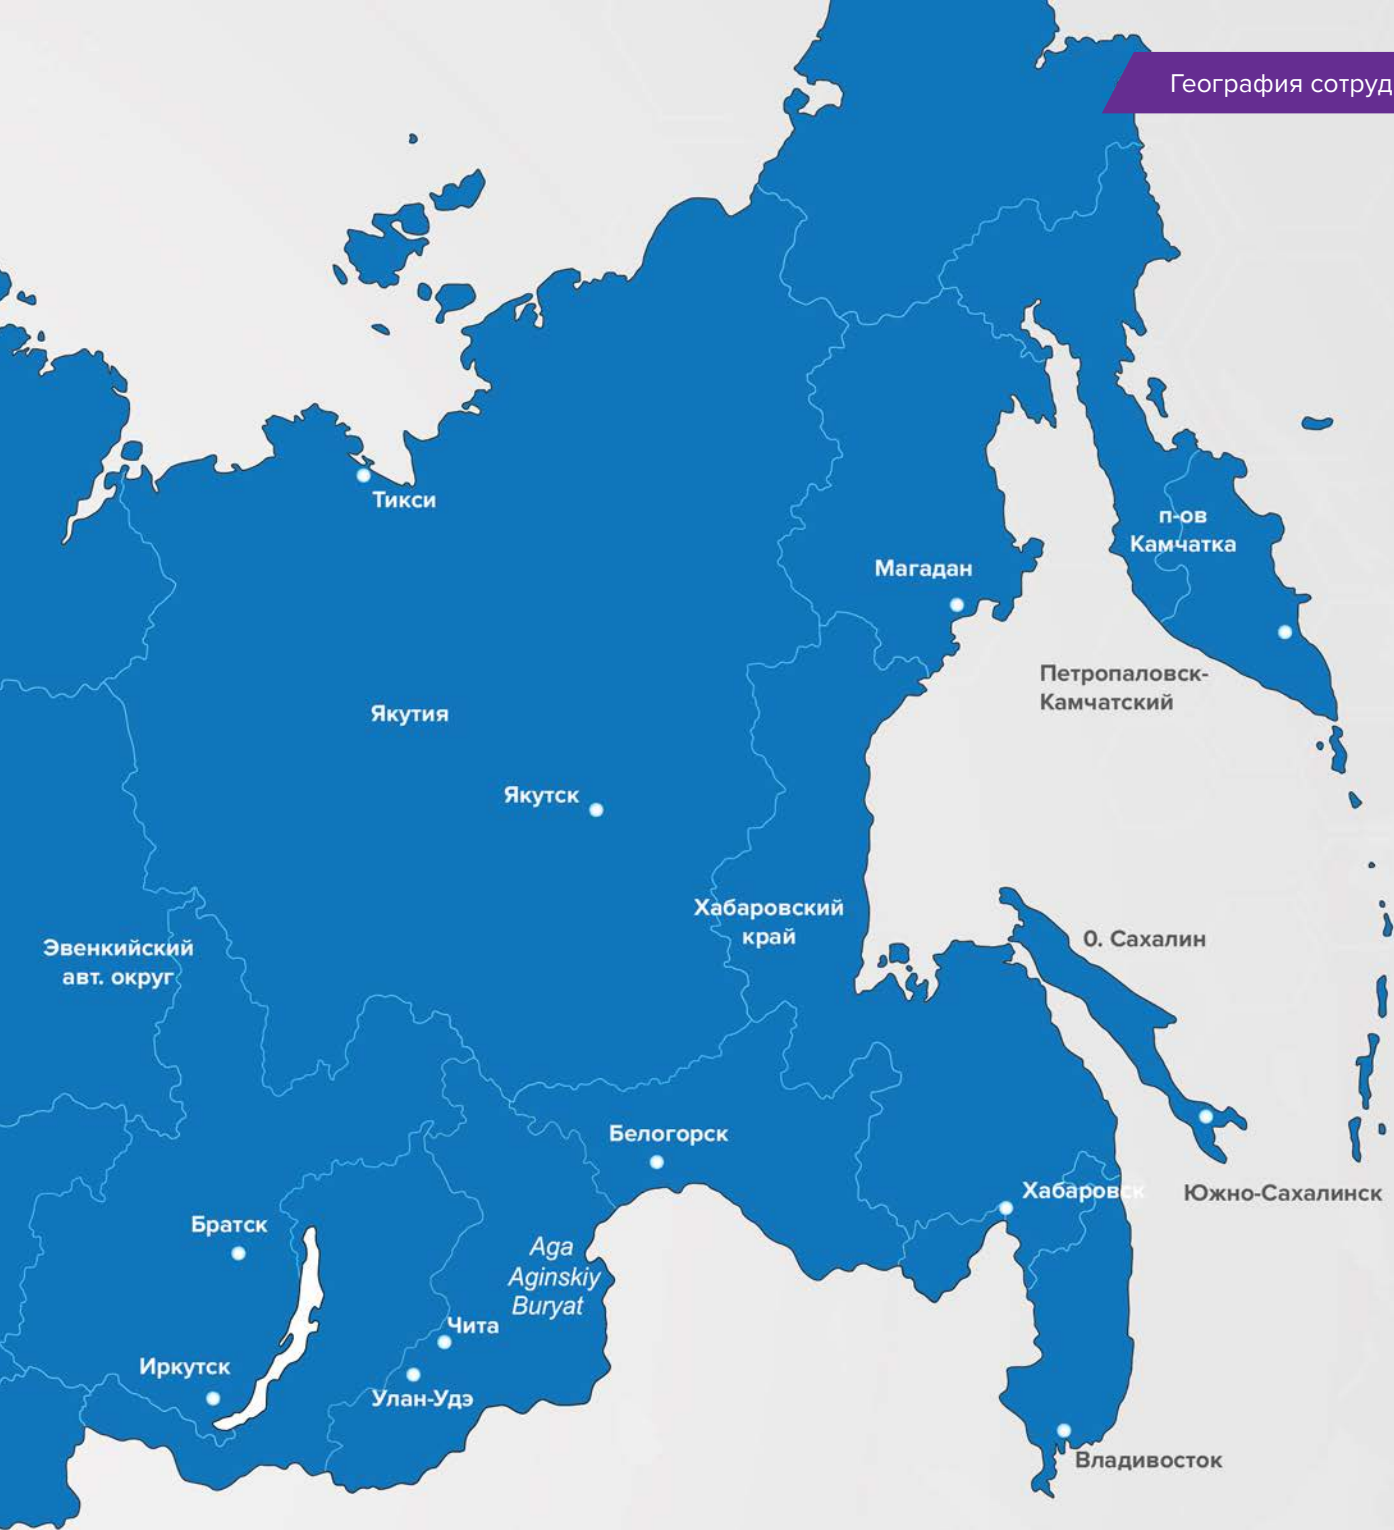 География сотруд
Тикси
п-ов
Камчатка
Магадан
Петропаловск-
Камчатский
Якутия
Якутск
Хабаровский
край
О. Сахалин
Эвенкийский
авт. округ
Белогорск
Хабаровск
Южно-Сахалинск
Братск
Aga
Aginskiy
Buryat
Чита
Иркутск
Улан-Удэ
Владивосток